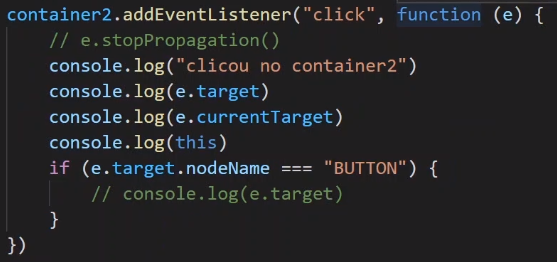 container2.addEventListener("click", function (e) {
    // e.stopPropagation()
    console.log("clicou no container2")
    console.log(e.target)
    console.log(e.currentTarget)
    console.log(this)
    if (e.target.nodeName === "BUTTON") {
        // console.log(e.target)
    }
})